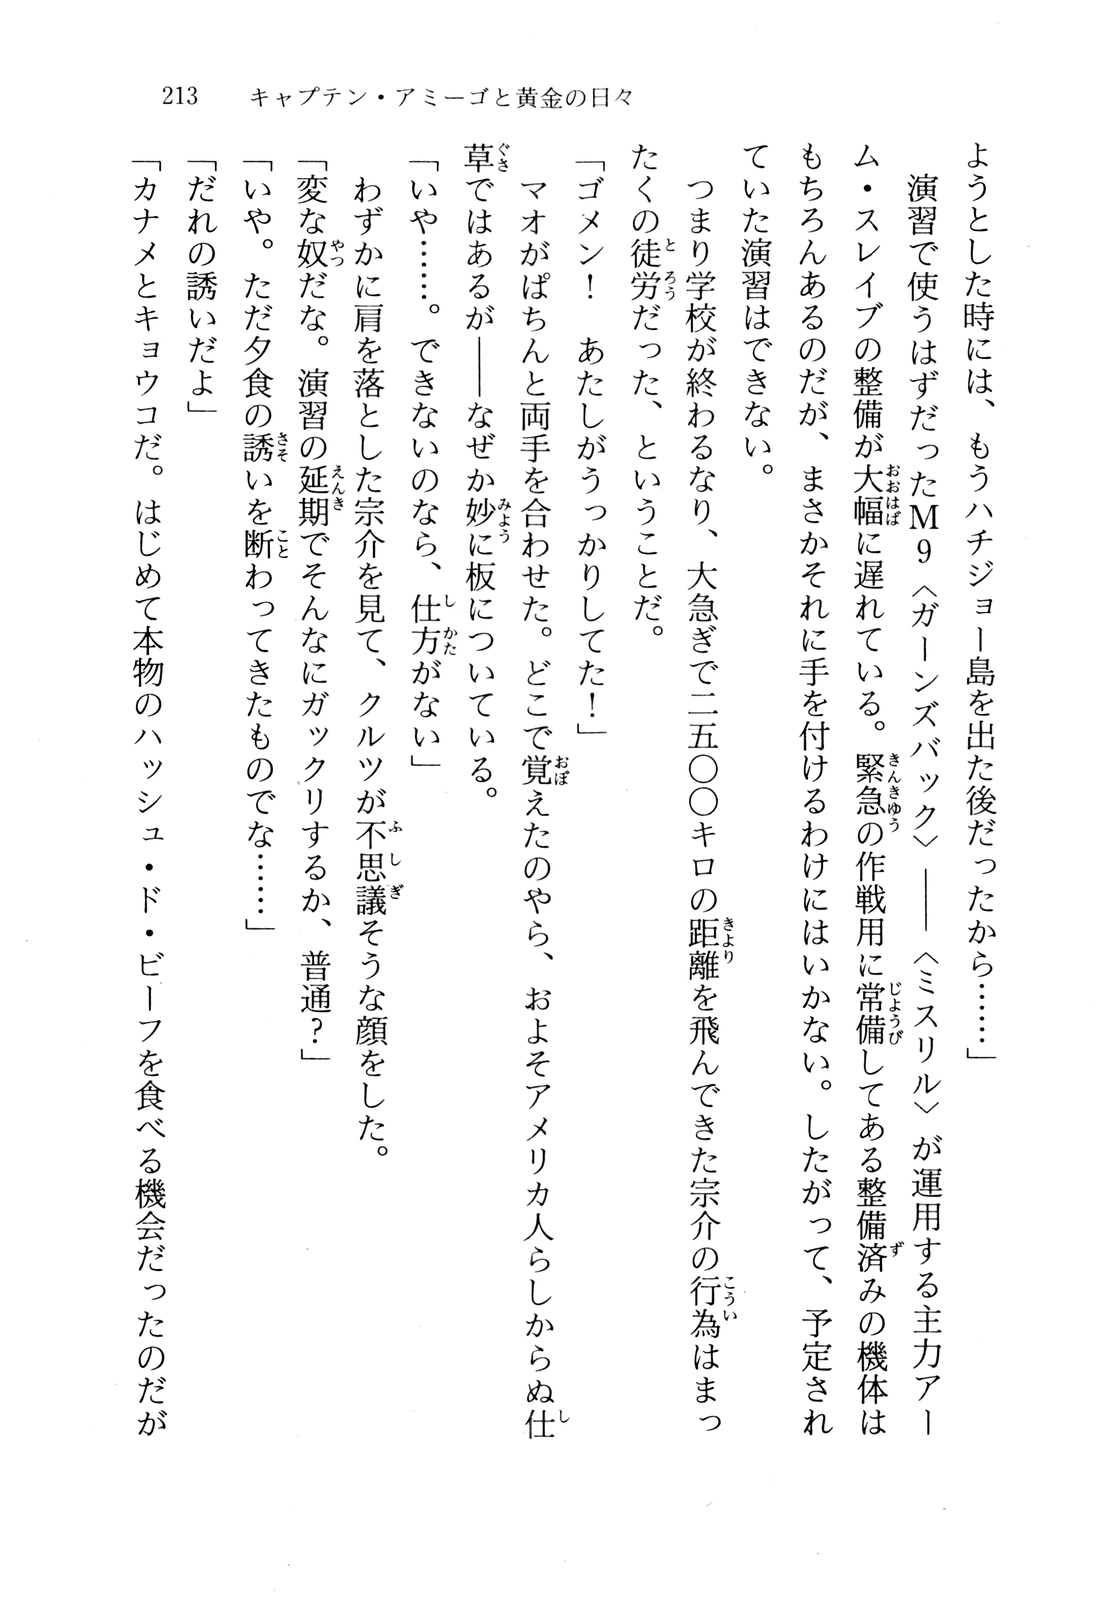 213　キャプテン・アミーゴと黄金の日々
ようとした時には、もうハチジョー島を出た後だったから……」
　演習で使うはずだったＭ９〈ガーンズバック〉――〈ミスリル〉が運用する主力アー
ム・スレイブの整備が大幅に遅れている。緊急の作戦用に常備してある整備済みの機体は
もちろんあるのだが、まさかそれに手を付けるわけにはいかない。したがって、予定され
ていた演習はできない。
　つまり学校が終わるなり、大急ぎで二五〇〇キロの距離を飛んできた宗介の行為はまっ
たくの徒労だった、ということだ。
「ゴメン！　あたしがうっかりしてた！」
　マオがぱちんと両手を合わせた。どこで覚えたのやら、およそアメリカ人らしからぬ仕
草ではあるが――なぜか妙に板についている。
「いや……。できないのなら、仕方がない」
　わずかに肩を落とした宗介を見て、クルツが不思議そうな顔をした。
「変な奴だな。演習の延期でそんなにガックリするか、普通？」
「いや。ただ夕食の誘いを断わってきたものでな……」
「だれの誘いだよ」
「カナメとキョウコだ。はじめて本物のハッシュ・ド・ビーフを食べる機会だったのだが